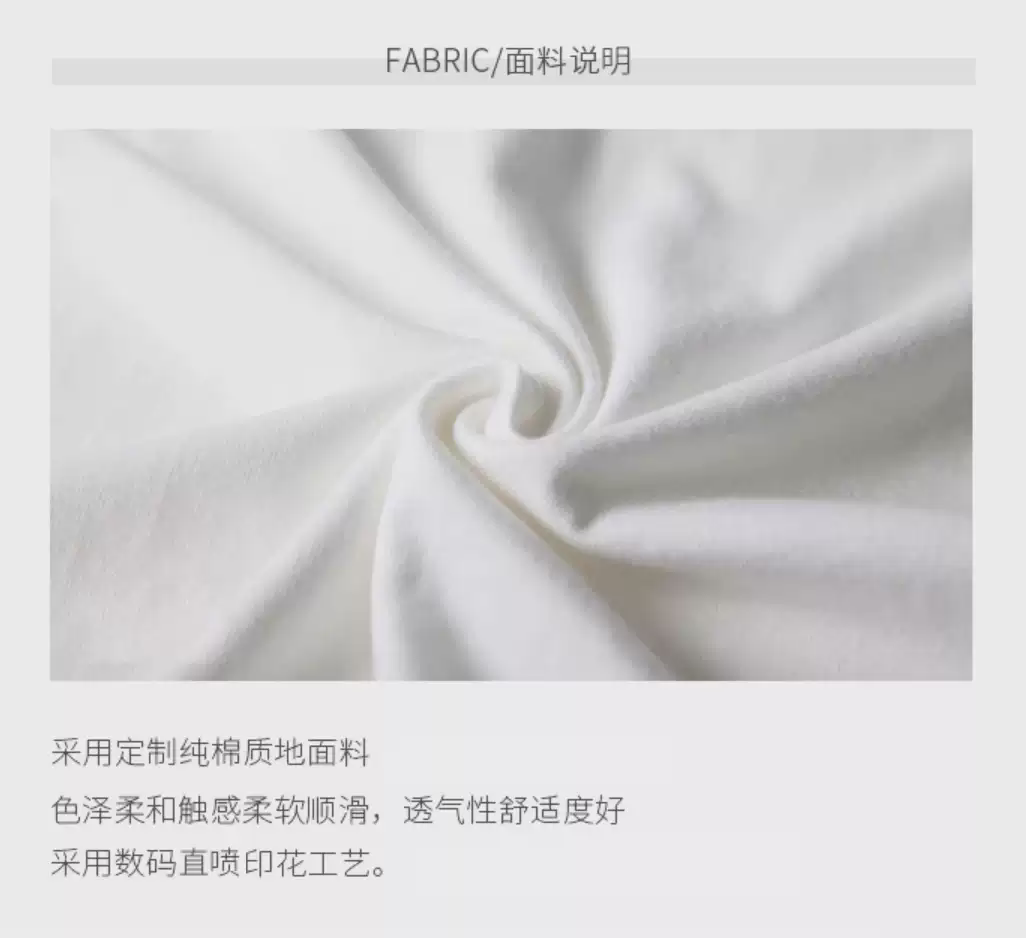 FABRIC/面料说明
采用定制纯棉质地面料
色泽柔和触感柔软顺滑，透气性舒适度好
采用数码直喷印花工艺。